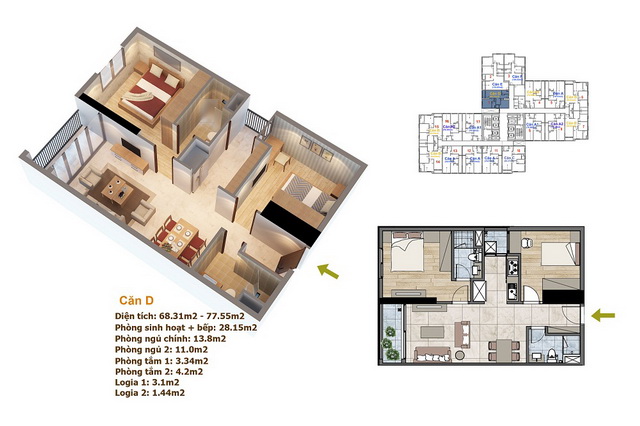 Căn D
Diện tích: 68.31m2 - 77.55m2
Phòng sinh hoạt + bếp: 28.15m2
Phòng ngủ chính: 13.8m2
Phòng ngủ 2: 11.0m2
Phòng tắm 1: 3.34m2
Phòng tắm 2: 4.2m2
Logia 1: 3.1m2
Logia 2: 1.44m2